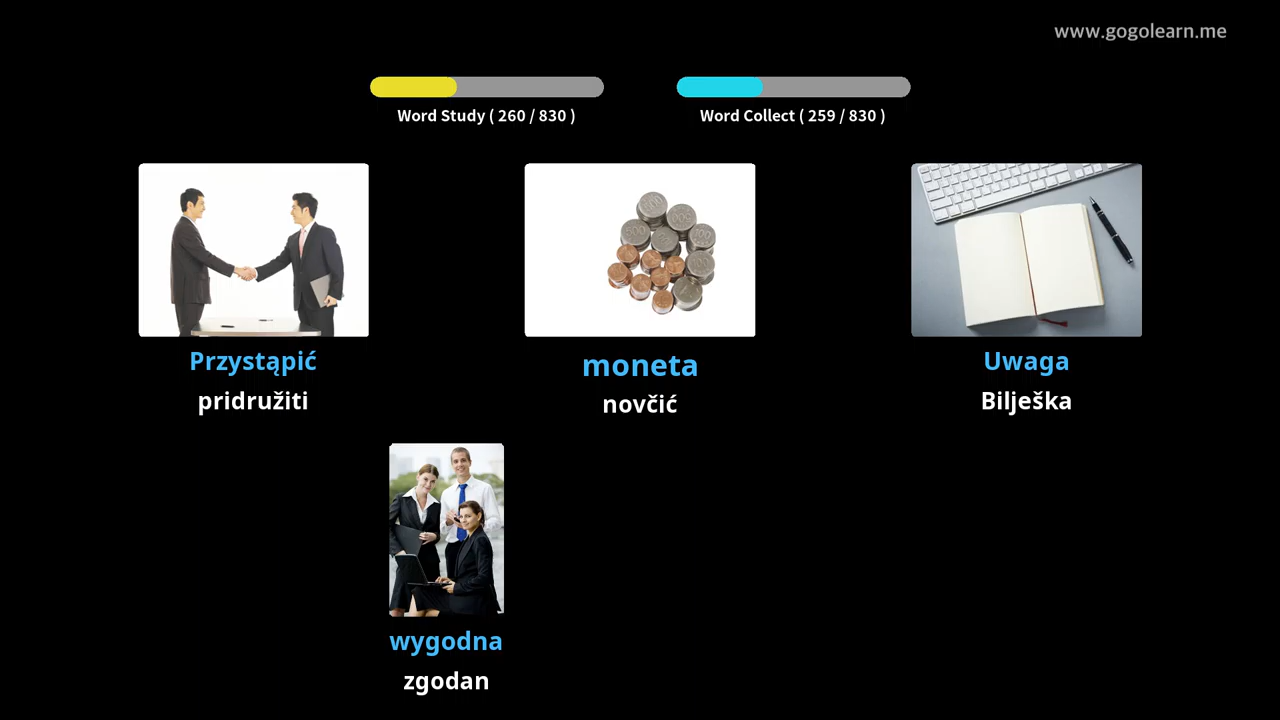 www.gogolearn.me
Word Study ( 260 / 830 )
Word Collect ( 259 / 830 )
Przystąpić
pridružiti
moneta
novčić
Uwaga
Bilješka
wygodna
zgodan